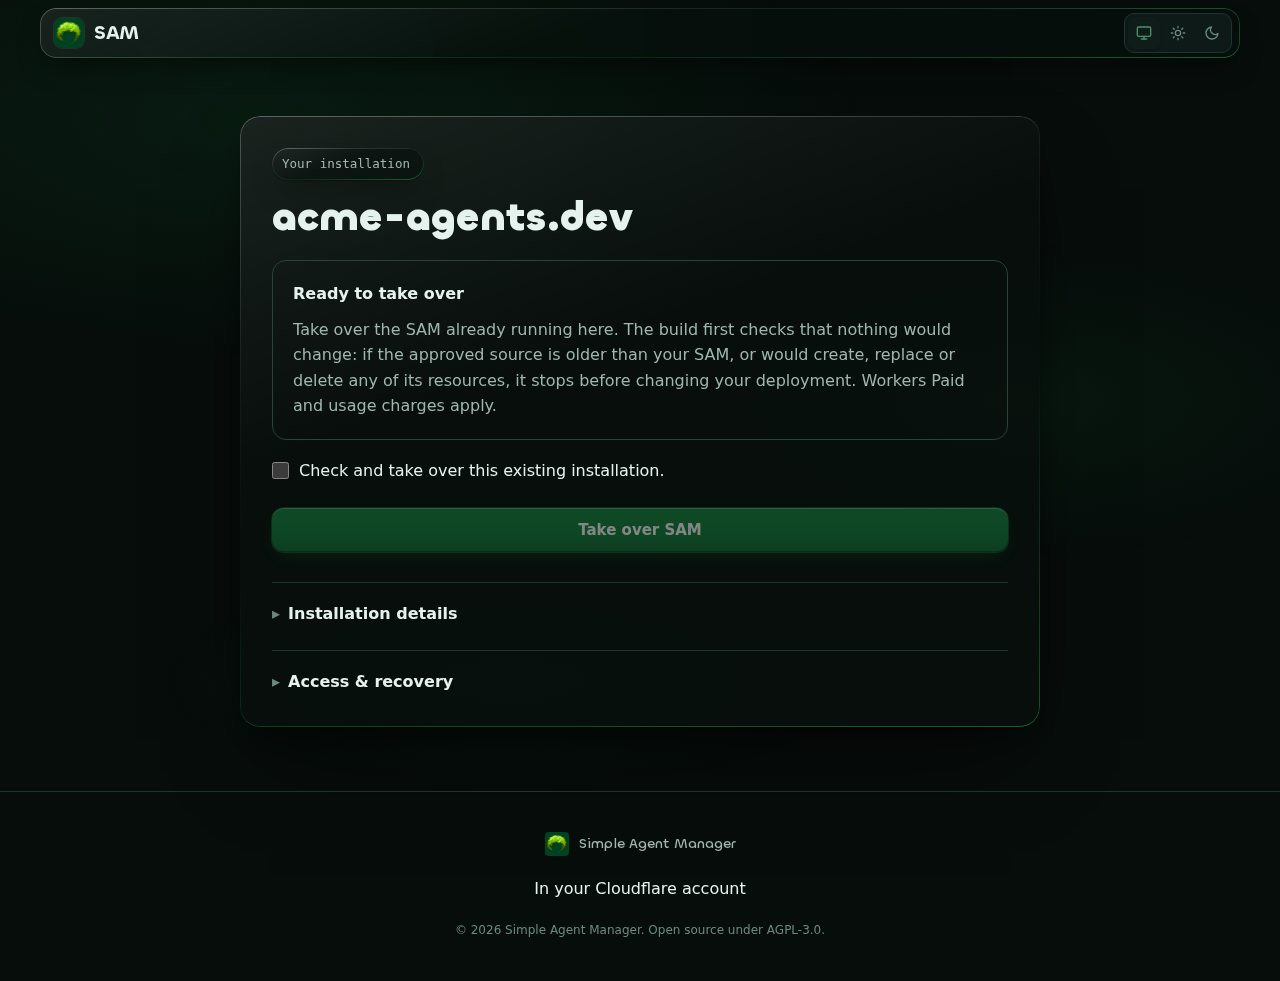 SAM
Your installation
acme-agents.dev
Ready to take over
Take over the SAM already running here. The build first checks that nothing would
change: if the approved source is older than your SAM, or would create, replace or
delete any of its resources, it stops before changing your deployment. Workers Paid
and usage charges apply.
Check and take over this existing installation.
Take over SAM
Installation details
Access & recovery
Simple Agent Manager
In your Cloudflare account
© 2026 Simple Agent Manager. Open source under AGPL-3.0.